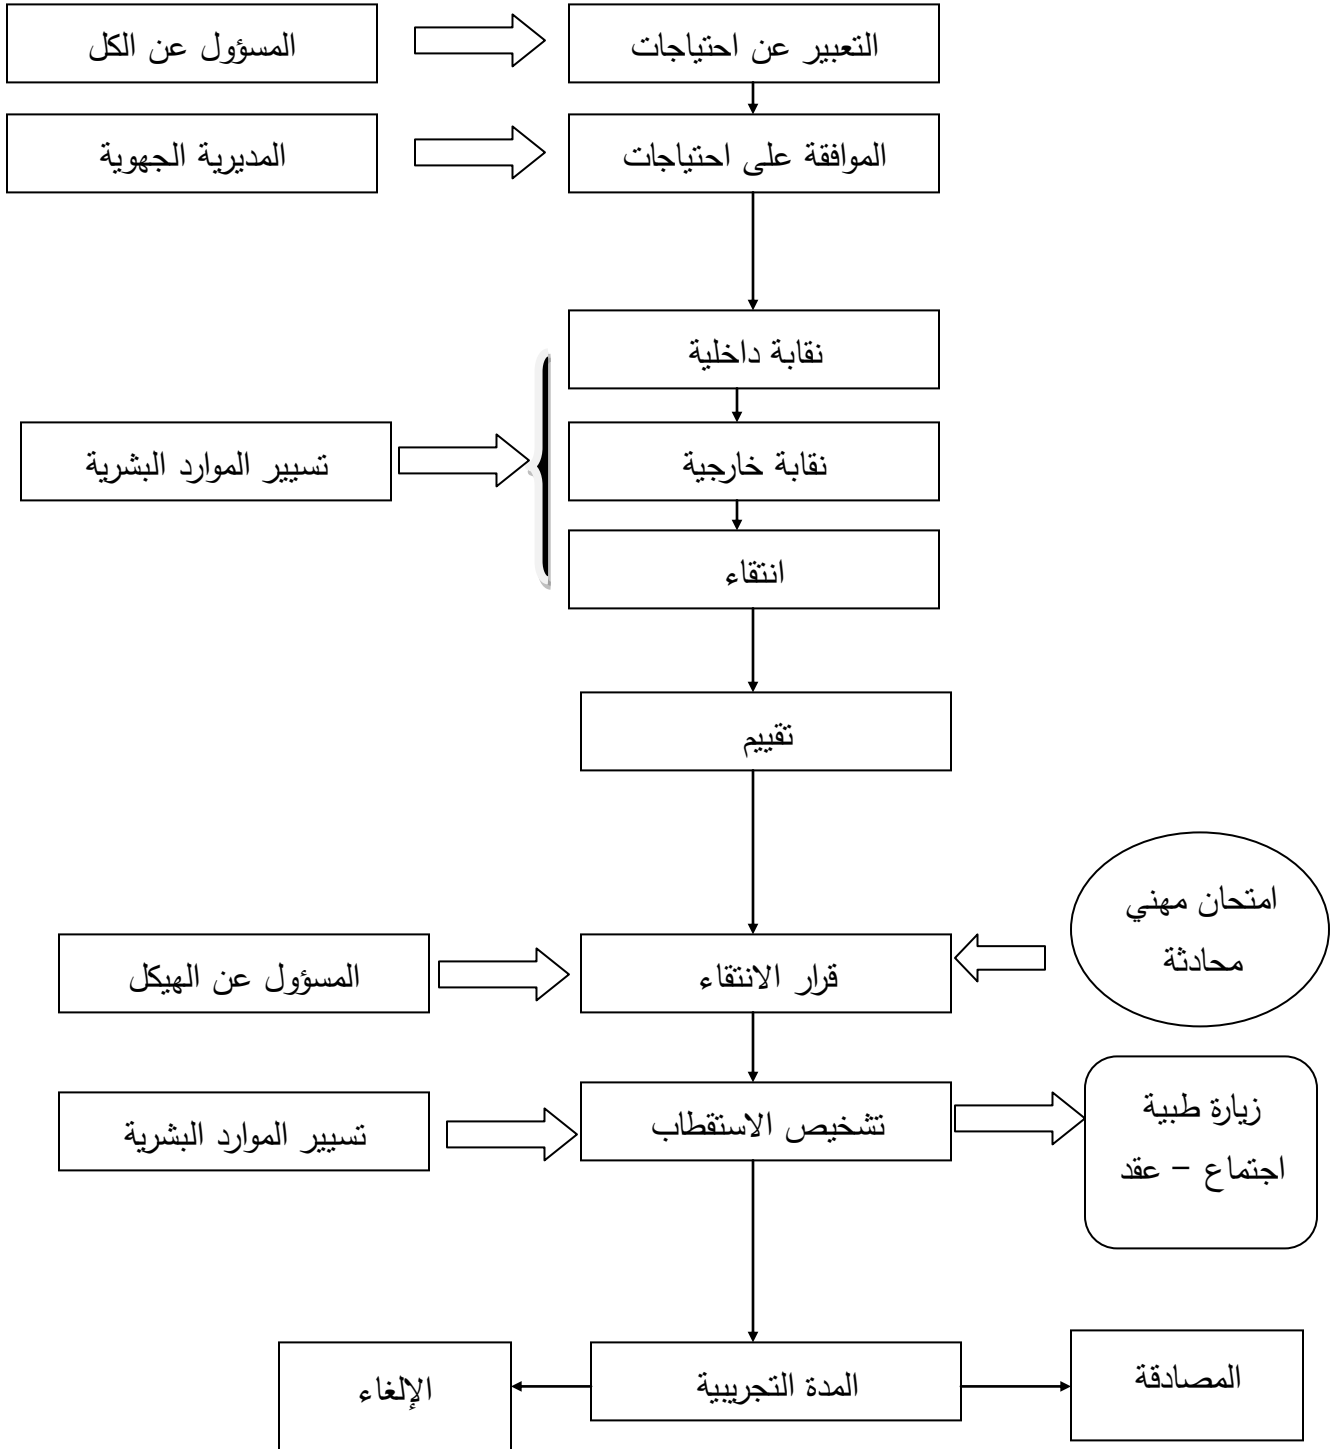 التعبير عن احتياجات
المسؤول عن الكل
الموافقة على احتياجات
المديرية الجهوية
نقابة داخلية
نقابة خارجية
تسيير الموارد البشرية
انتقاء
تقييم
امتحان مهني
محادثة
قرار الانتقاء
المسؤول عن الهيكل
زيارة طبية
اجتماع – عقد
تشخيص الاستقطاب
تسيير الموارد البشرية
المصادقة
المدة التجريبية
الإلغاء